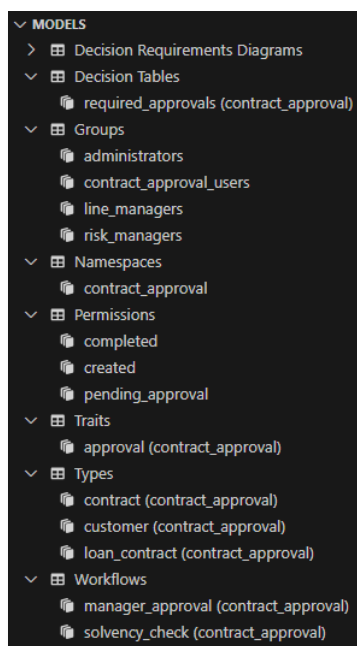 MODELS
Decision Requirements Diagrams
Decision Tables
required_approvals (contract_approval)
Groups
administrators
contract_approval_users
line_managers
risk_managers
Namespaces
contract_approval
Permissions
completed
created
pending_approval
Traits
approval (contract_approval)
Types
contract (contract_approval)
customer (contract_approval)
loan_contract (contract_approval)
Workflows
manager_approval (contract_approval)
solvency_check (contract_approval)